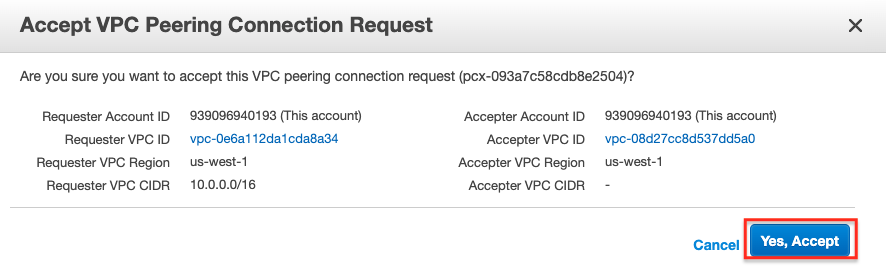 Accept VPC Peering Connection Request
Are you sure you want to accept this VPC peering connection request (pcx-093a7c58cdb8e2504)?
Requester Account ID 939096940193 (This account) Accepter Account ID 939096940193 (This account)
Requester VPC ID vpc-0e6a112da1cda8a34 Accepter VPC ID vpc-08d27cc8d537dd5a0
Requester VPC Region us-west-1 Accepter VPC Region us-west-1
Requester VPC CIDR 10.0.0.0/16 Accepter VPC CIDR -
Cancel Yes, Accept